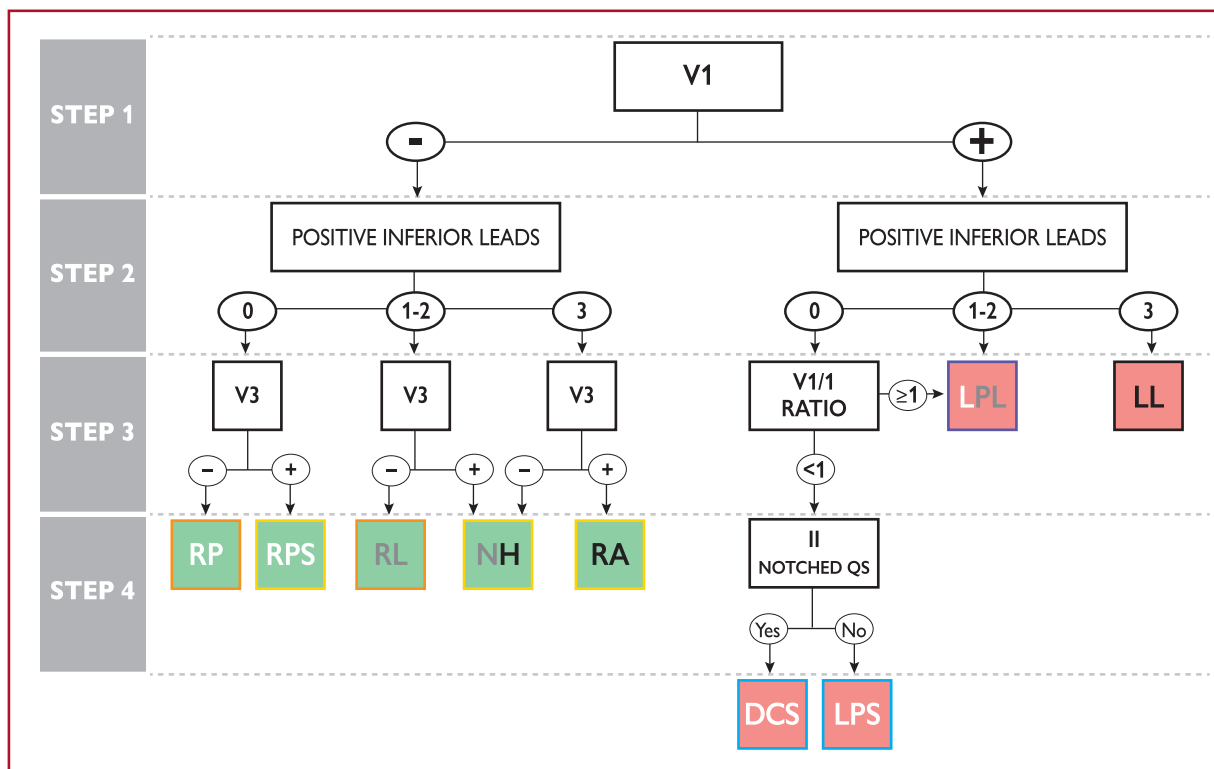 STEP 1
V1
-
+
STEP 2
POSITIVE INFERIOR LEADS
POSITIVE INFERIOR LEADS
0
1-2
3
0
1-2
3
STEP 3
V3
V3
V3
V1/1
RATIO
≥1
LPL
LL
−
+
−
+
−
+
<1
STEP 4
RP
RPS
RL
NH
RA
II
NOTCHED QS
Yes
No
DCS
LPS